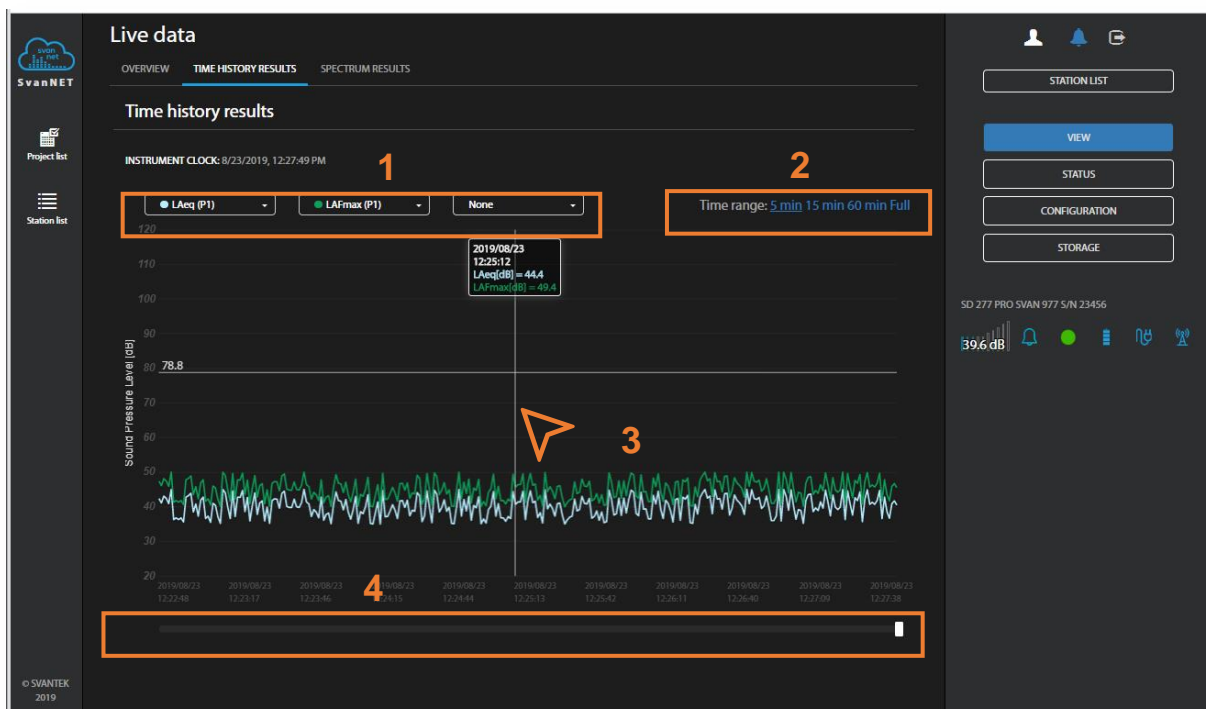 svan
net
SvanNET
Project list
Station list
© SVANTEK
2019
Live data
OVERVIEW TIME HISTORY RESULTS SPECTRUM RESULTS
Time history results
INSTRUMENT CLOCK: 8/23/2019, 12:27:49 PM
1
2
LAeq (P1) LAFmax (P1) None
Time range: 5 min 15 min 60 min Full
Sound Pressure Level [dB]
120
110
100
90
80
70
60
50
40
30
20
78.8
2019/08/23
12:25:12
LAeq[dB] = 44.4
LAFmax[dB] = 49.4
3
4
2019/08/23 2019/08/23 2019/08/23 2019/08/23 2019/08/23 2019/08/23 2019/08/23 2019/08/23 2019/08/23 2019/08/23 2019/08/23
12:22:48 12:23:17 12:23:46 12:24:15 12:24:44 12:25:13 12:25:42 12:26:11 12:26:40 12:27:09 12:27:38
STATION LIST
VIEW
STATUS
CONFIGURATION
STORAGE
SD 277 PRO SVAN 977 S/N 23456
39.6 dB